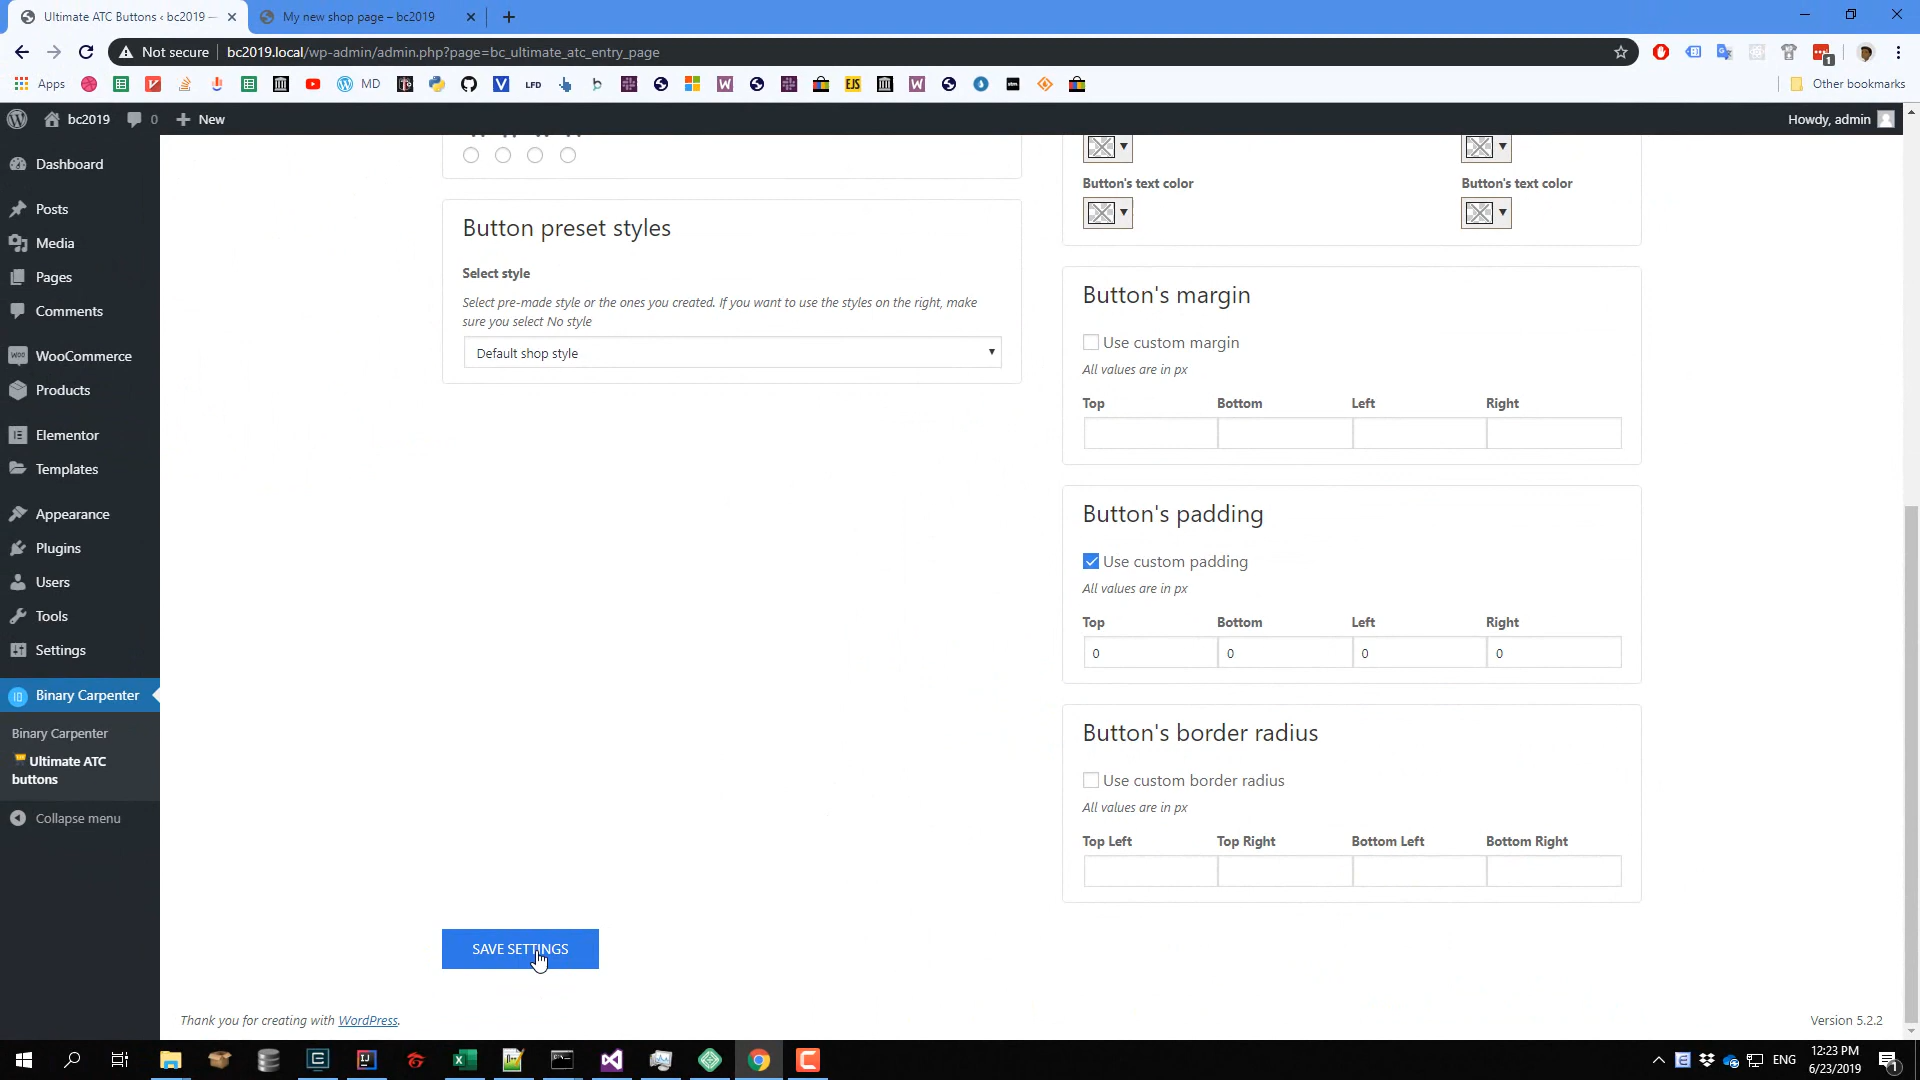 Ultimate ATC Buttons ‹ bc2019 —
My new shop page – bc2019
Not secure
bc2019.local/wp-admin/admin.php?page=bc_ultimate_atc_entry_page
Apps
MD
LFD
EJS
Other bookmarks
bc2019
0
New
Howdy, admin
Dashboard
Posts
Media
Pages
Comments
WooCommerce
Products
Elementor
Templates
Appearance
Plugins
Users
Tools
Settings
Binary Carpenter
Binary Carpenter
Ultimate ATC
buttons
Collapse menu
Button preset styles
Select style
Select pre-made style or the ones you created. If you want to use the styles on the right, make
sure you select No style
Default shop style
Button's text color
Button's text color
Button's margin
Use custom margin
All values are in px
Top Bottom Left Right
Button's padding
Use custom padding
All values are in px
Top Bottom Left Right
0 0 0 0
Button's border radius
Use custom border radius
All values are in px
Top Left Top Right Bottom Left Bottom Right
SAVE SETTINGS
Thank you for creating with WordPress.
Version 5.2.2
ENG
12:23 PM
6/23/2019